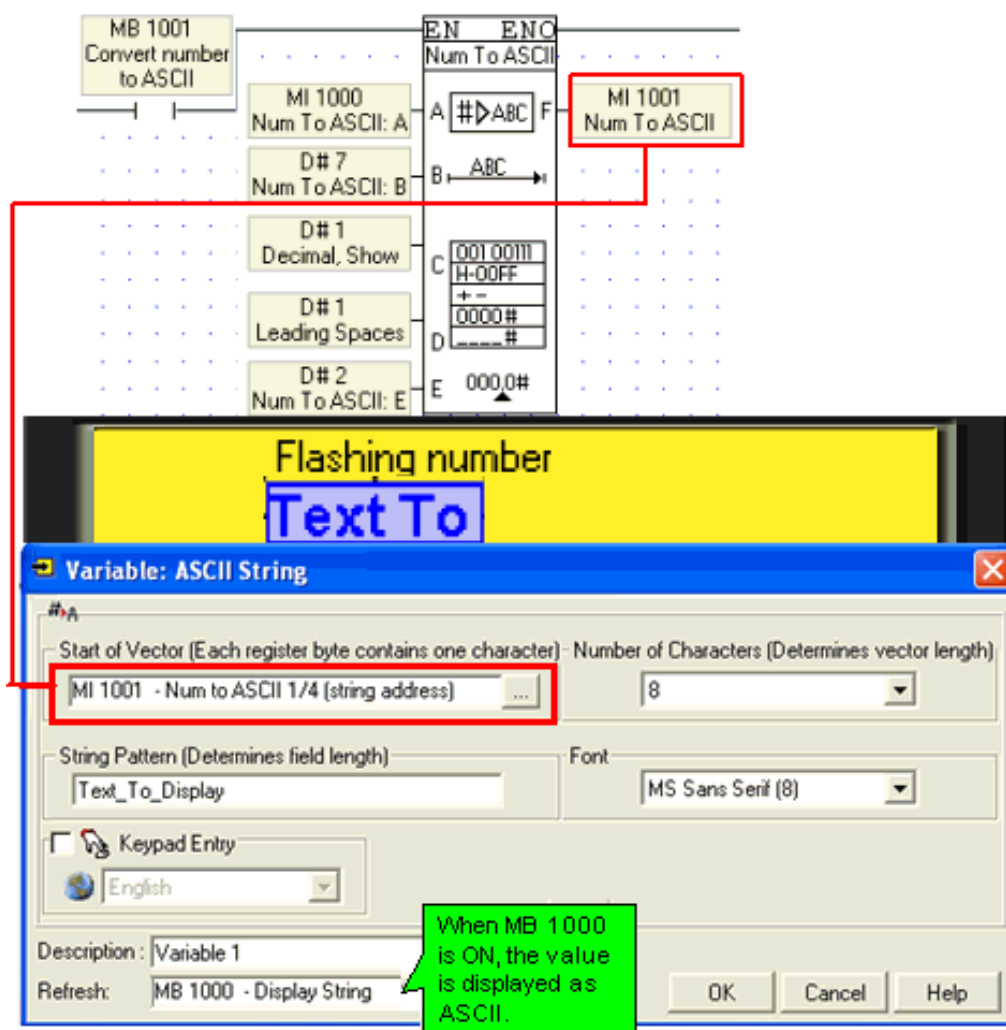 MB 1001
Convert number
to ASCII
EN ENO
Num To ASCII
MI 1000
Num To ASCII: A
A #▷ABC F
MI 1001
Num To ASCII
D# 7
Num To ASCII: B
B ABC
D# 1
Decimal, Show
C
001 00111
H-00FF
+ -
0000#
____#
D# 1
Leading Spaces
D
D# 2
Num To ASCII: E
E 000.0#
Flashing number
Text To
Variable: ASCII String
#▸A
Start of Vector (Each register byte contains one character)
Number of Characters (Determines vector length)
MI 1001 - Num to ASCII 1/4 (string address)
...
8
String Pattern (Determines field length)
Font
Text_To_Display
MS Sans Serif (8)
Keypad Entry
English
When MB 1000
is ON, the value
is displayed as
ASCII.
Description :
Variable 1
Refresh:
MB 1000 - Display String
OK
Cancel
Help